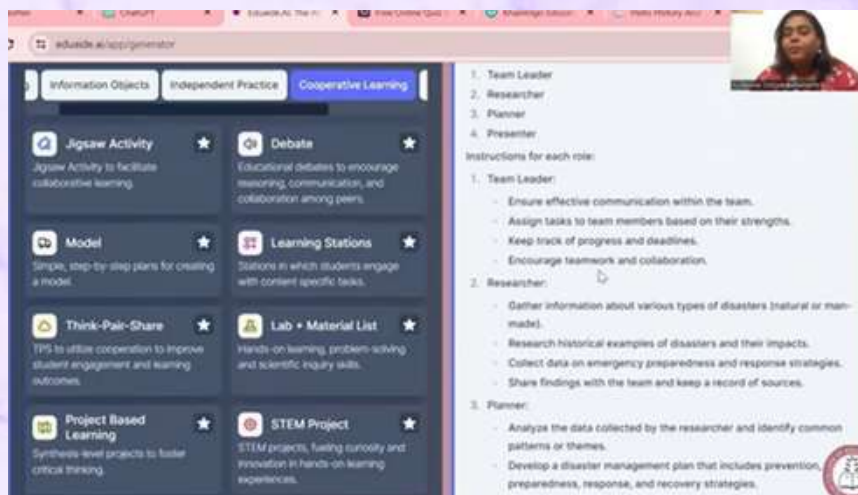 ChatGPT
Eduaide.AI: The
Free Online Quiz
eduaide.ai/app/generator
Information Objects
Independent Practice
Cooperative Learning
Jigsaw Activity
Jigsaw Activity to facilitate
collaborative learning.
Debate
Educational debates to encourage
reasoning, communication, and
collaboration among peers.
Model
Simple, step-by-step plans for creating
a model.
Learning Stations
Stations in which students engage
with content specific tasks.
Think-Pair-Share
TPS to utilize cooperation to improve
student engagement and learning
outcomes.
Lab + Material List
Hands-on learning, problem-solving
and scientific inquiry skills.
Project Based
Learning
Synthesis-level projects to foster
critical thinking.
STEM Project
STEM projects, fueling curiosity and
innovation in hands-on learning
experiences.
1. Team Leader
2. Researcher
3. Planner
4. Presenter
Instructions for each role:
1. Team Leader:
Ensure effective communication within the team.
Assign tasks to team members based on their strengths.
Keep track of progress and deadlines.
Encourage teamwork and collaboration.
2. Researcher:
Gather information about various types of disasters (natural or man-
made).
Research historical examples of disasters and their impacts.
Collect data on emergency preparedness and response strategies.
Share findings with the team and keep a record of sources.
3. Planner:
Analyze the data collected by the researcher and identify common
patterns or themes.
Develop a disaster management plan that includes prevention,
preparedness, response, and recovery strategies.